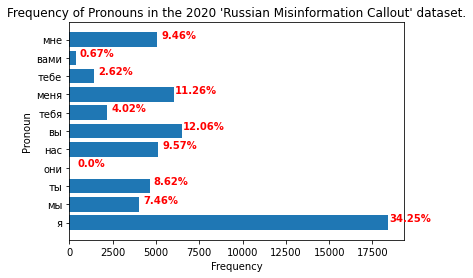 Frequency of Pronouns in the 2020 'Russian Misinformation Callout' dataset.
мне 9.46%
вами 0.67%
тебе 2.62%
меня 11.26%
тебя 4.02%
вы 12.06%
нас 9.57%
они 0.0%
ты 8.62%
мы 7.46%
я 34.25%
Pronoun
0 2500 5000 7500 10000 12500 15000 17500
Frequency